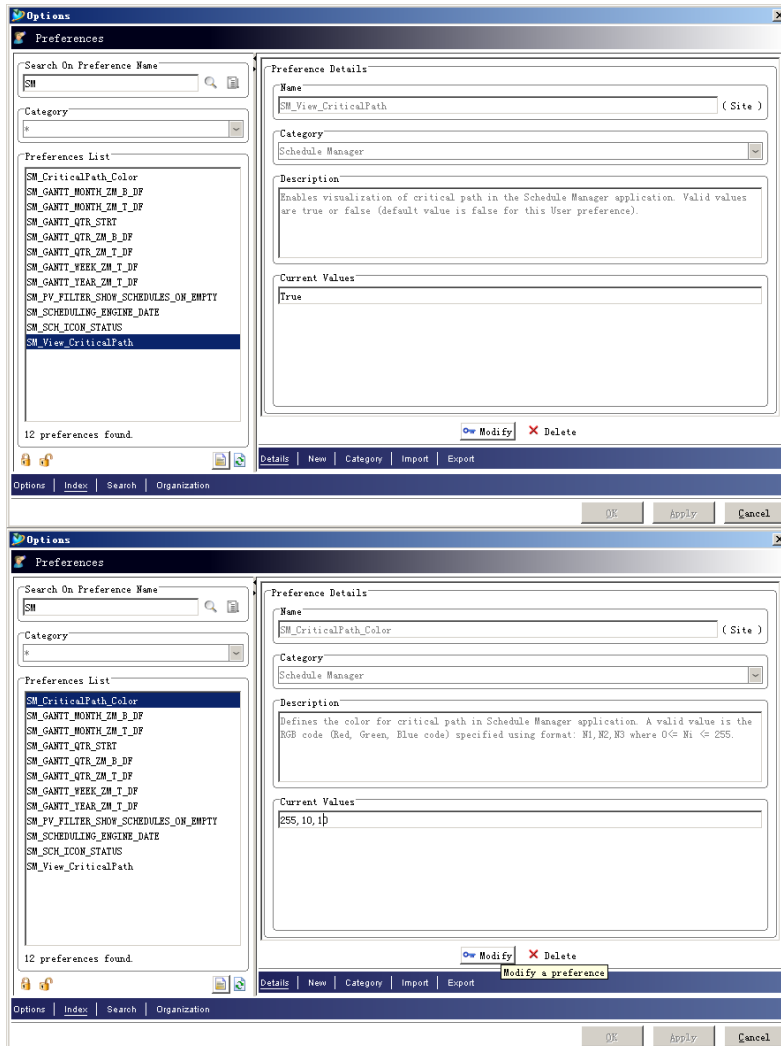 Options
Preferences
Search On Preference Name
SM
Category
*
Preferences List
SM_CriticalPath_Color
SM_GANTT_MONTH_ZM_B_DF
SM_GANTT_MONTH_ZM_T_DF
SM_GANTT_QTR_STRT
SM_GANTT_QTR_ZM_B_DF
SM_GANTT_QTR_ZM_T_DF
SM_GANTT_WEEK_ZM_T_DF
SM_GANTT_YEAR_ZM_T_DF
SM_PV_FILTER_SHOW_SCHEDULES_ON_EMPTY
SM_SCHEDULING_ENGINE_DATE
SM_SCH_ICON_STATUS
SM_View_CriticalPath
12 preferences found.
Preference Details
Name
SM_View_CriticalPath ( Site )
Category
Schedule Manager
Description
Enables visualization of critical path in the Schedule Manager application. Valid values
are true or false (default value is false for this User preference).
Current Values
True
Modify Delete
Details | New | Category | Import | Export
Options | Index | Search | Organization
OK Apply Cancel
Options
Preferences
Search On Preference Name
SM
Category
*
Preferences List
SM_CriticalPath_Color
SM_GANTT_MONTH_ZM_B_DF
SM_GANTT_MONTH_ZM_T_DF
SM_GANTT_QTR_STRT
SM_GANTT_QTR_ZM_B_DF
SM_GANTT_QTR_ZM_T_DF
SM_GANTT_WEEK_ZM_T_DF
SM_GANTT_YEAR_ZM_T_DF
SM_PV_FILTER_SHOW_SCHEDULES_ON_EMPTY
SM_SCHEDULING_ENGINE_DATE
SM_SCH_ICON_STATUS
SM_View_CriticalPath
12 preferences found.
Preference Details
Name
SM_CriticalPath_Color ( Site )
Category
Schedule Manager
Description
Defines the color for critical path in Schedule Manager application. A valid value is the
RGB code (Red, Green, Blue code) specified using format: N1,N2,N3 where 0<= Ni <= 255.
Current Values
255,10,10
Modify Delete
Modify a preference
Details | New | Category | Import | Export
Options | Index | Search | Organization
OK Apply Cancel